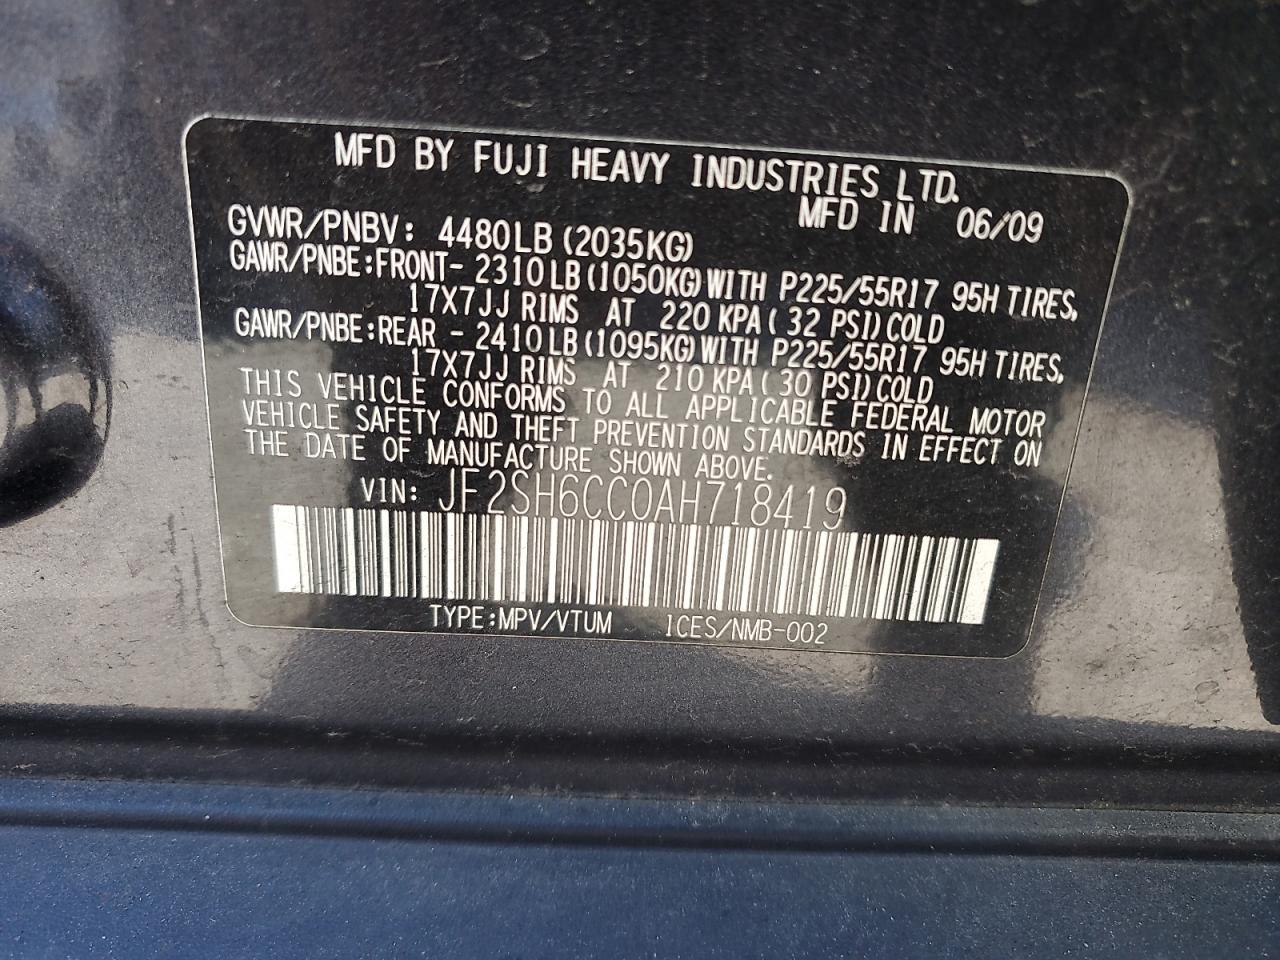 MFD BY FUJI HEAVY INDUSTRIES LTD.
MFD IN 06/09
GVWR/PNBV: 4480LB (2035KG)
GAWR/PNBE:FRONT- 2310 LB (1050KG) WITH P225/55R17 95H TIRES,
17X7JJ RIMS AT 220 KPA ( 32 PSI) COLD
GAWR/PNBE:REAR - 2410 LB (1095KG) WITH P225/55R17 95H TIRES,
17X7JJ RIMS AT 210 KPA ( 30 PSI) COLD
THIS VEHICLE CONFORMS TO ALL APPLICABLE FEDERAL MOTOR
VEHICLE SAFETY AND THEFT PREVENTION STANDARDS IN EFFECT ON
THE DATE OF MANUFACTURE SHOWN ABOVE.
VIN: JF2SH6CC0AH718419
TYPE:MPV/VTUM ICES/NMB-002